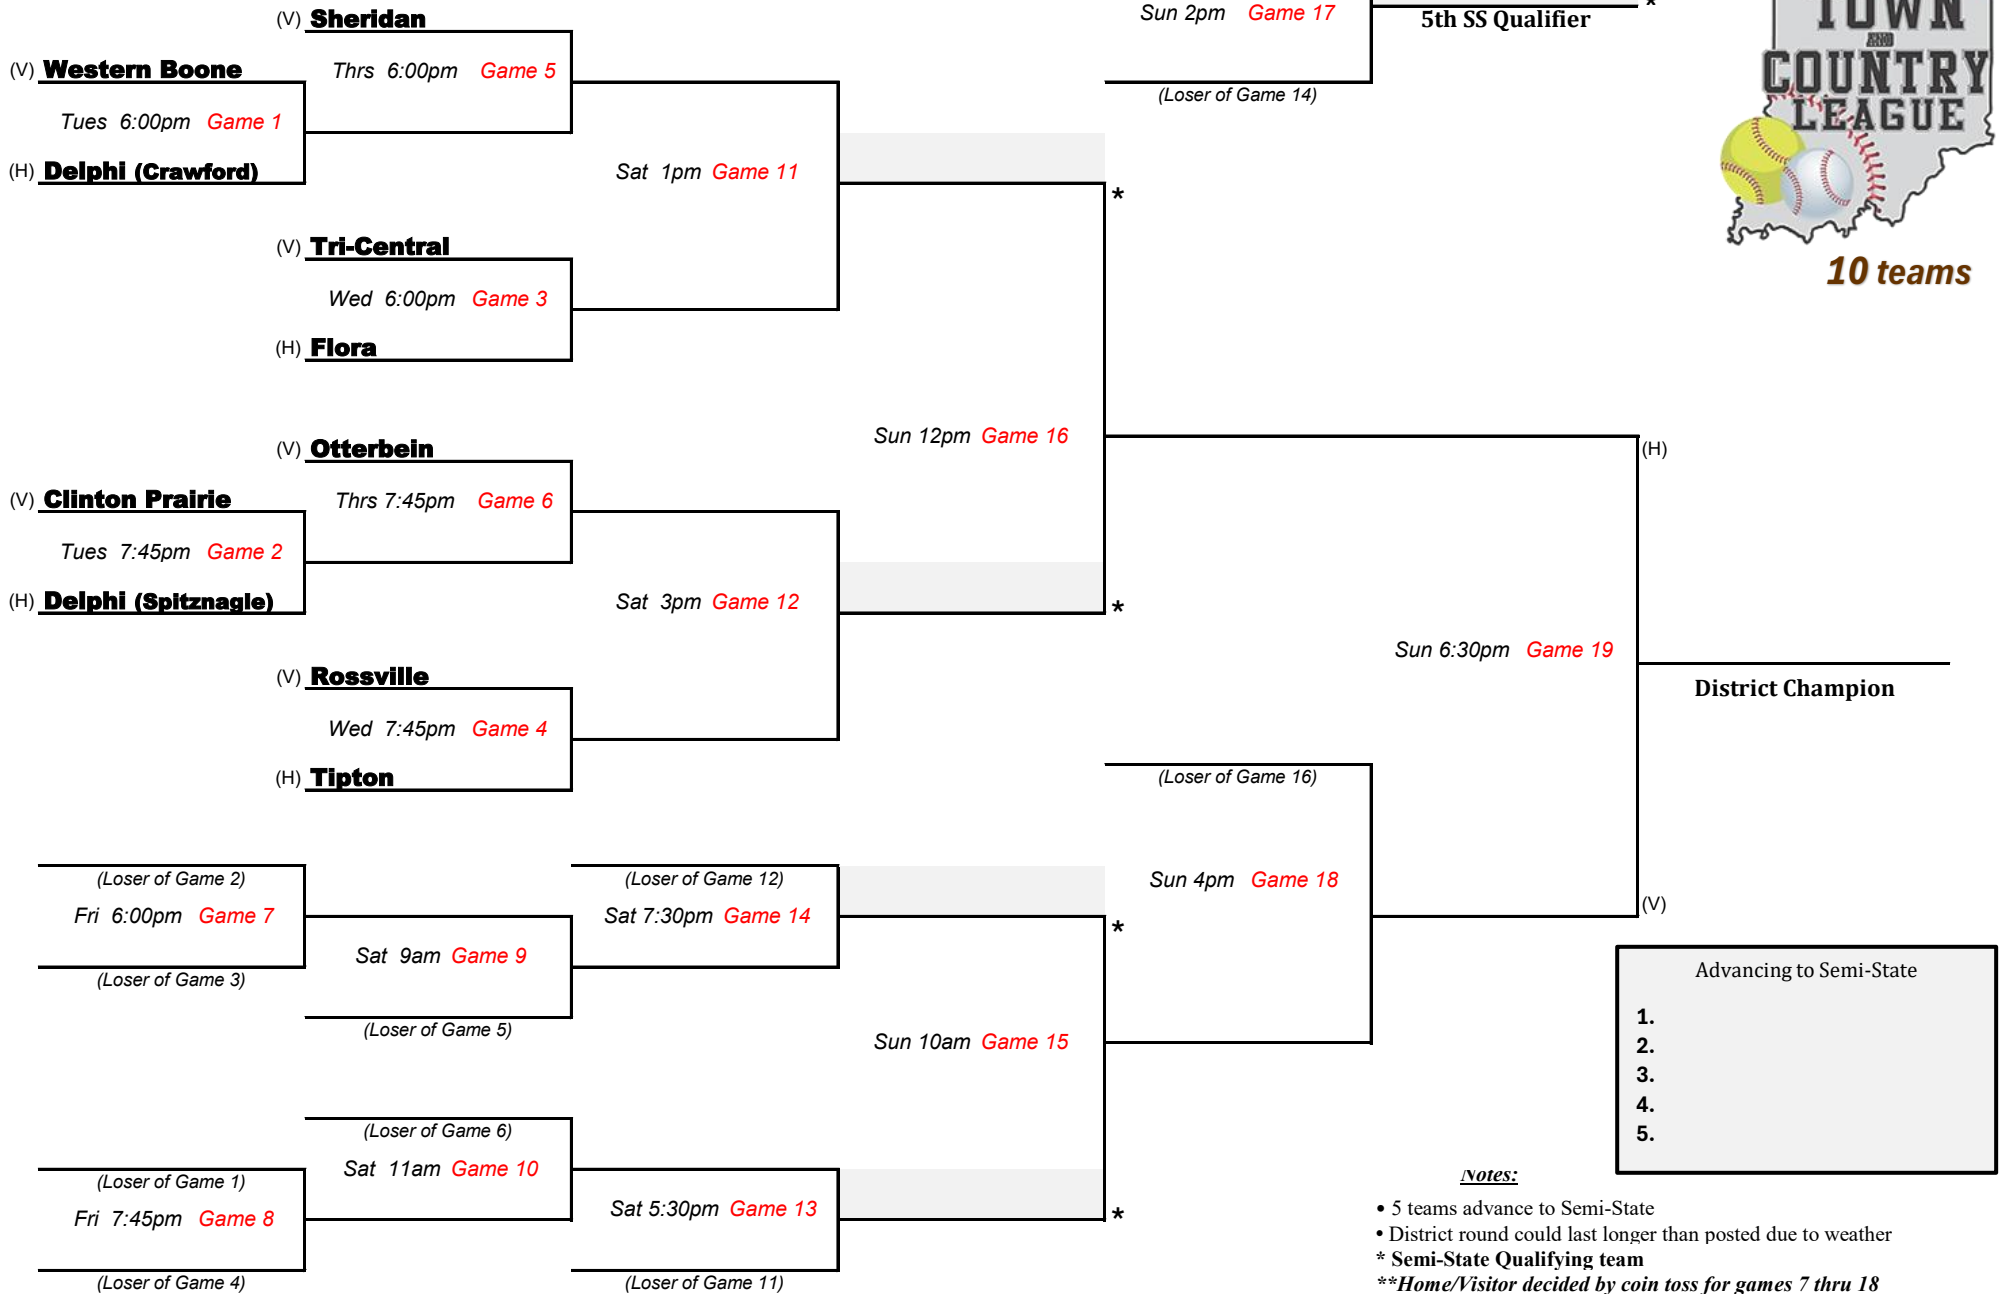 (V) Sheridan
Sun 2pm Game 17
5th SS Qualifier
*
TOWN
AND
COUNTRY
LEAGUE
(V) Western Boone
Thrs 6:00pm Game 5
(Loser of Game 14)
Tues 6:00pm Game 1
(H) Delphi (Crawford)
Sat 1pm Game 11
*
(V) Tri-Central
10 teams
Wed 6:00pm Game 3
(H) Flora
Sun 12pm Game 16
(H)
(V) Otterbein
(V) Clinton Prairie
Thrs 7:45pm Game 6
Tues 7:45pm Game 2
(H) Delphi (Spitznagle)
Sat 3pm Game 12
*
Sun 6:30pm Game 19
(V) Rossville
District Champion
Wed 7:45pm Game 4
(H) Tipton
(Loser of Game 16)
(Loser of Game 2)
(Loser of Game 12)
Sun 4pm Game 18
(V)
Fri 6:00pm Game 7
Sat 7:30pm Game 14
*
Sat 9am Game 9
(Loser of Game 3)
(Loser of Game 5)
Sun 10am Game 15
Advancing to Semi-State
1.
2.
3.
4.
5.
(Loser of Game 6)
Sat 11am Game 10
(Loser of Game 1)
Fri 7:45pm Game 8
Sat 5:30pm Game 13
*
(Loser of Game 4)
(Loser of Game 11)
Notes:
• 5 teams advance to Semi-State
• District round could last longer than posted due to weather
* Semi-State Qualifying team
**Home/Visitor decided by coin toss for games 7 thru 18